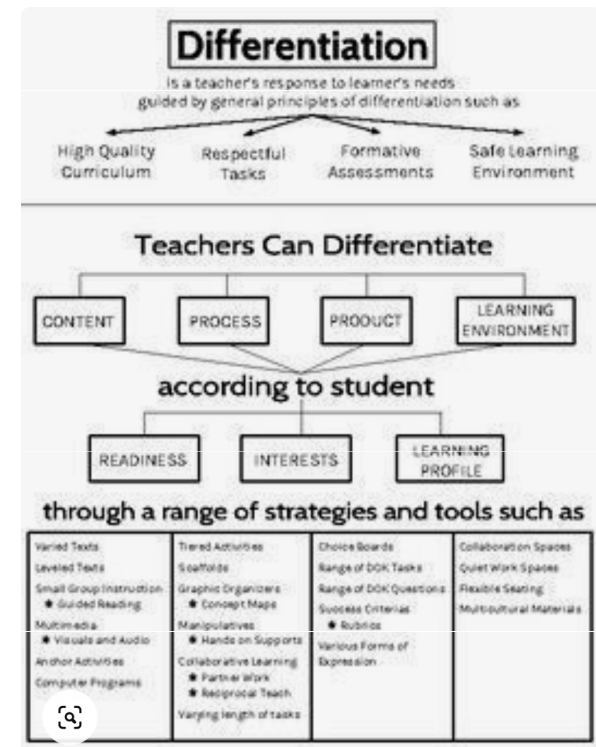 Differentiation
is a teacher's response to learner's needs
guided by general principles of differentiation such as
High Quality
Curriculum
Respectful
Tasks
Formative
Assessments
Safe Learning
Environment
Teachers Can Differentiate
CONTENT
PROCESS
PRODUCT
LEARNING
ENVIRONMENT
according to student
READINESS
INTERESTS
LEARNING
PROFILE
through a range of strategies and tools such as
Varied Texts
Leveled Texts
Small Group Instruction
★ Guided Reading
Multimedia
★ Visuals and Audio
Anchor Activities
Computer Programs
Tiered Activities
Scaffolds
Graphic Organizers
★ Concept Maps
Manipulatives
★ Hands on Supports
Collaborative Learning
★ Partner Work
★ Reciprocal Teach
Varying length of tasks
Choice Boards
Range of DOK Tasks
Range of DOK Questions
Success Criterias
★ Rubrics
Various Forms of
Expression
Collaboration Spaces
Quiet Work Spaces
Flexible Seating
Multicultural Materials